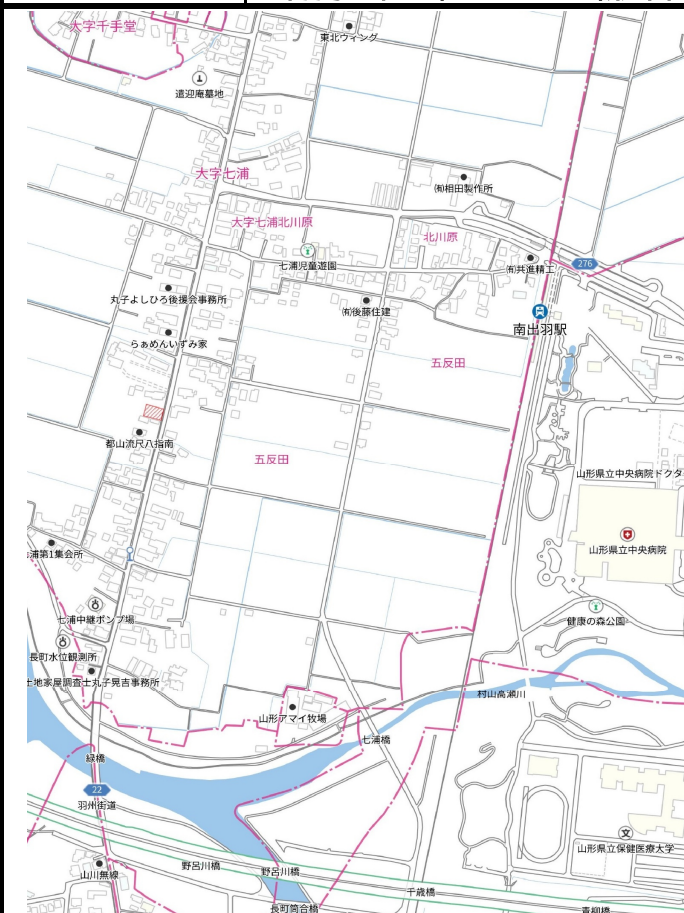 大字千手堂
東北ウィング
遣迎庵墓地
大字七浦
㈲相田製作所
大字七浦北川原
北川原
七浦児童遊園
㈲共進精工
276
丸子よしひろ後援会事務所
㈲後藤住建
南出羽駅
らぁめんいずみ家
五反田
都山流尺八指南
五反田
山形県立中央病院ドクタ
浦第1集会所
山形県立中央病院
七浦中継ポンプ場
健康の森公園
長町水位観測所
土地家屋調査士丸子晃吉事務所
村山高瀬川
山形アマイ牧場
七浦橋
緑橋
22
羽州街道
山形県立保健医療大学
山川無線
野呂川橋
野呂川橋
千歳橋
長町筒合橋
青柳橋